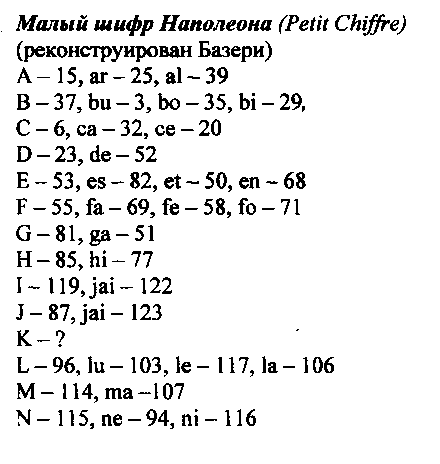 Малый шифр Наполеона (Petit Chiffre)
(реконструирован Базери)
A – 15, ar – 25, al – 39
B – 37, bu – 3, bo – 35, bi – 29,
C – 6, ca – 32, ce – 20
D – 23, de – 52
E – 53, es – 82, et – 50, en – 68
F – 55, fa – 69, fe – 58, fo – 71
G – 81, ga – 51
H – 85, hi – 77
I – 119, jai – 122
J – 87, jai – 123
K – ?
L – 96, lu – 103, le – 117, la – 106
M – 114, ma –107
N – 115, ne – 94, ni – 116